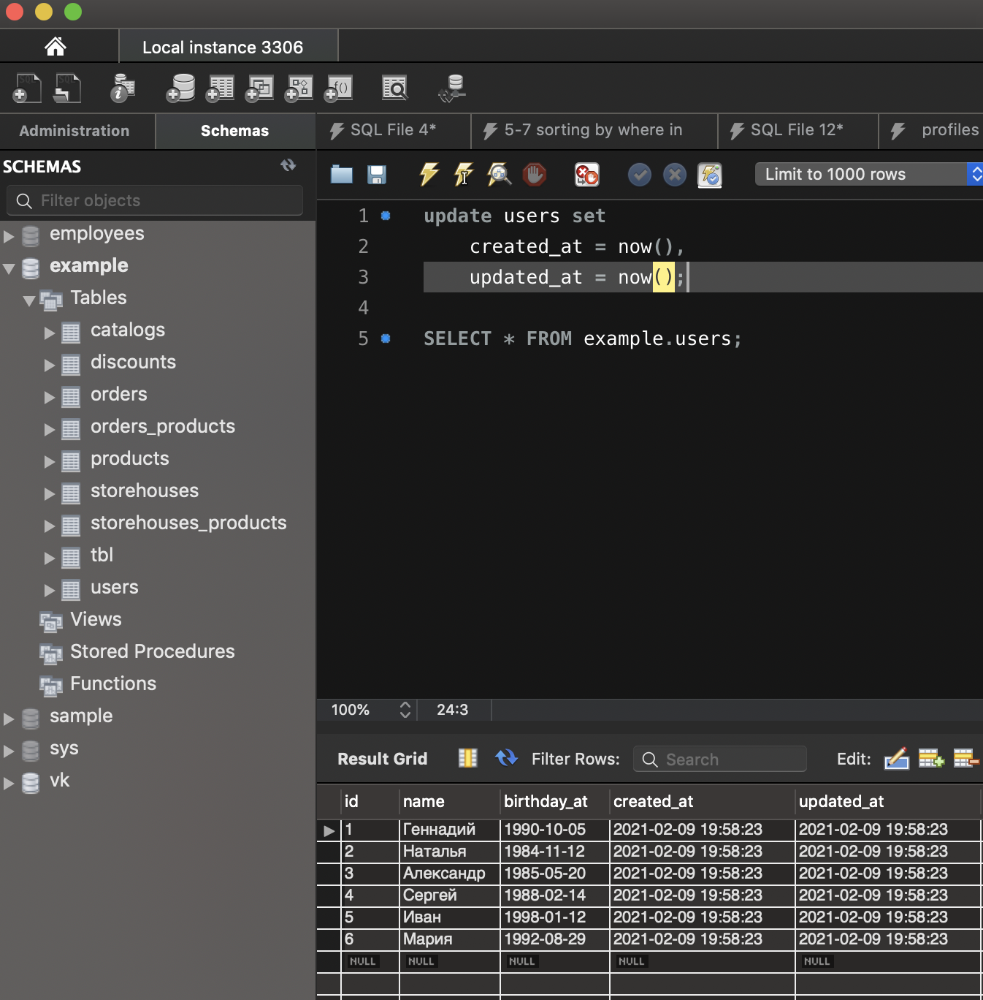 Local instance 3306
Administration
Schemas
SQL File 4*
5-7 sorting by where in
SQL File 12*
profiles
SCHEMAS
Filter objects
Limit to 1000 rows
employees
example
Tables
catalogs
discounts
orders
orders_products
products
storehouses
storehouses_products
tbl
users
Views
Stored Procedures
Functions
sample
sys
vk
1 update users set
2 created_at = now(),
3 updated_at = now();
4
5 SELECT * FROM example.users;
100% 24:3
Result Grid Filter Rows: Search Edit:
id name birthday_at created_at updated_at
1 Геннадий 1990-10-05 2021-02-09 19:58:23 2021-02-09 19:58:23
2 Наталья 1984-11-12 2021-02-09 19:58:23 2021-02-09 19:58:23
3 Александр 1985-05-20 2021-02-09 19:58:23 2021-02-09 19:58:23
4 Сергей 1988-02-14 2021-02-09 19:58:23 2021-02-09 19:58:23
5 Иван 1998-01-12 2021-02-09 19:58:23 2021-02-09 19:58:23
6 Мария 1992-08-29 2021-02-09 19:58:23 2021-02-09 19:58:23
NULL NULL NULL NULL NULL